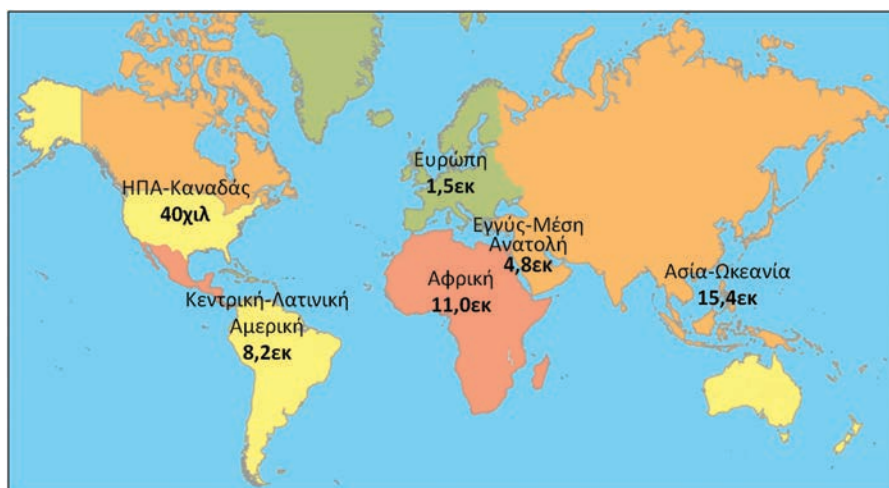 Ευρώπη
1,5εκ
ΗΠΑ-Καναδάς
40χιλ
Εγγύς-Μέση
Ανατολή
4,8εκ
Αφρική
11,0εκ
Ασία-Ωκεανία
15,4εκ
Κεντρική-Λατινική
Αμερική
8,2εκ